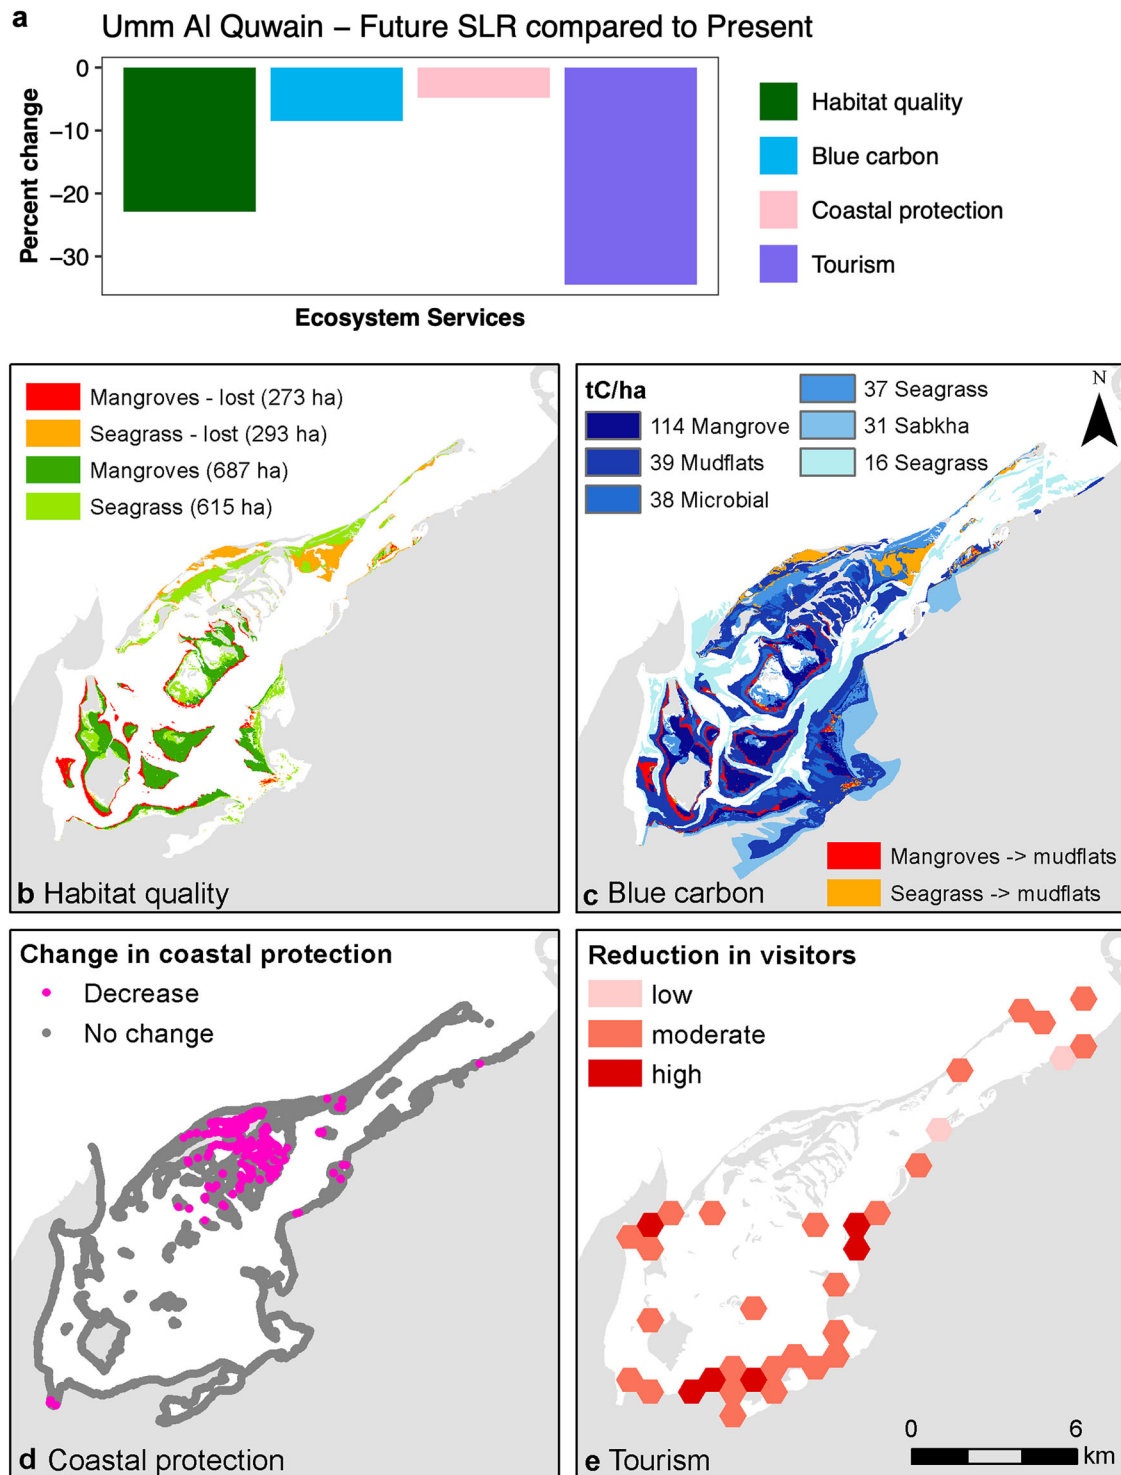 a
Umm Al Quwain – Future SLR compared to Present
Percent change
0
−10
−20
−30
Ecosystem Services
Habitat quality
Blue carbon
Coastal protection
Tourism
Mangroves - lost (273 ha)
Seagrass - lost (293 ha)
Mangroves (687 ha)
Seagrass (615 ha)
b Habitat quality
tC/ha
114 Mangrove
39 Mudflats
38 Microbial
37 Seagrass
31 Sabkha
16 Seagrass
N
Mangroves -> mudflats
Seagrass -> mudflats
c Blue carbon
Change in coastal protection
Decrease
No change
d Coastal protection
Reduction in visitors
low
moderate
high
0 6
km
e Tourism